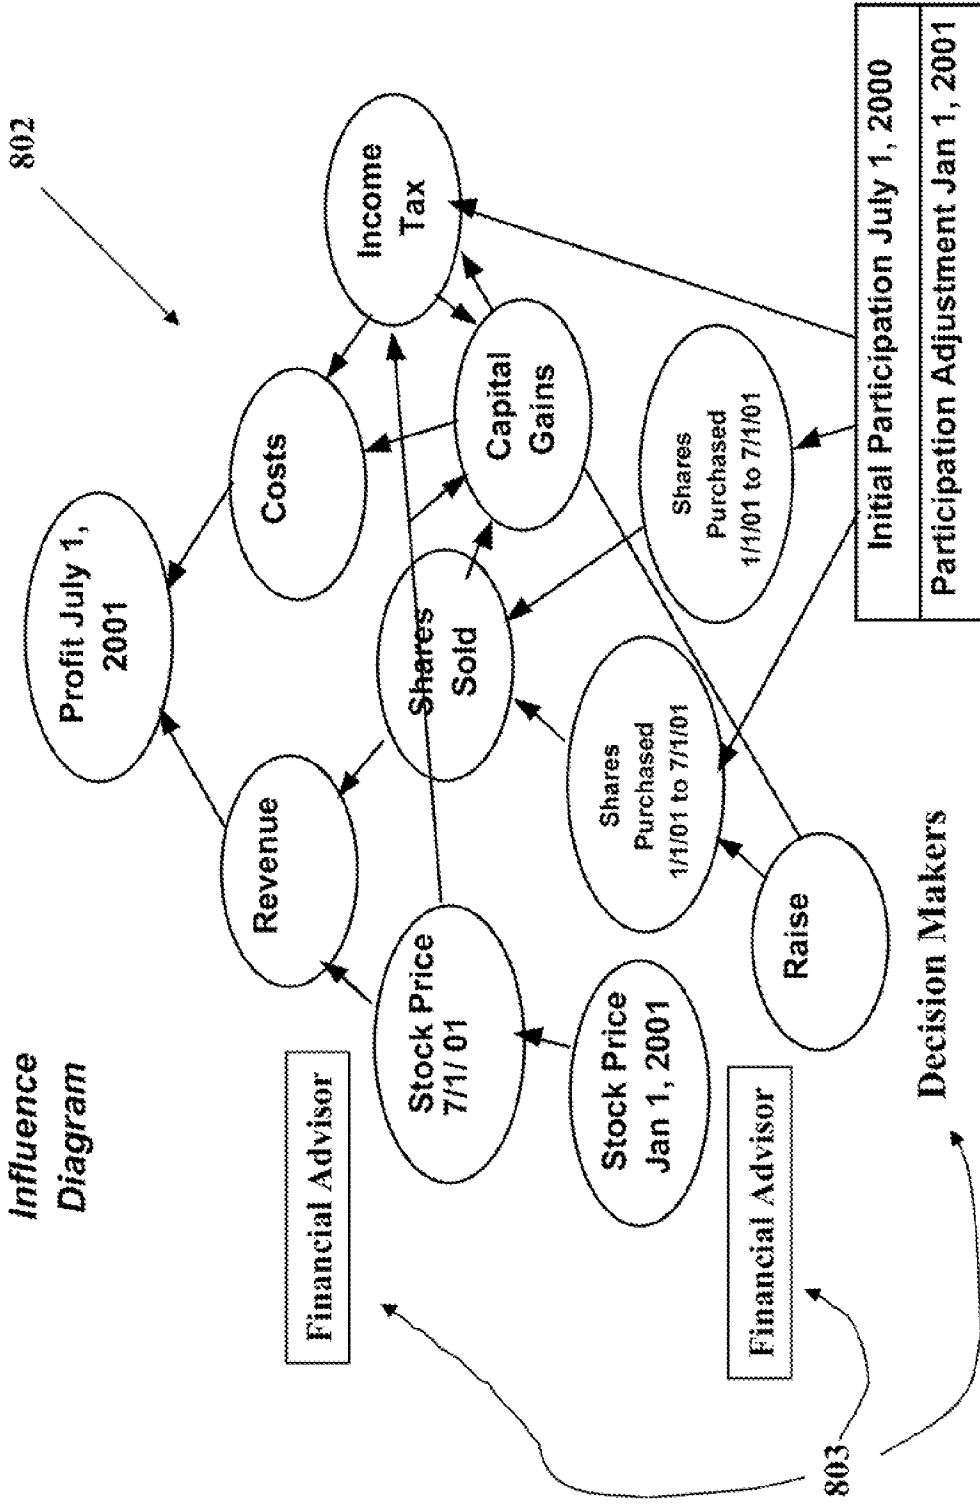 Influence
Diagram
802
Profit July 1,
2001
Revenue
Costs
Financial Advisor
Stock Price
7/1/ 01
Shares
Sold
Income
Tax
Capital
Gains
Stock Price
Jan 1, 2001
Shares
Purchased
1/1/01 to 7/1/01
Shares
Purchased
1/1/01 to 7/1/01
Financial Advisor
Raise
803
Decision Makers
Initial Participation July 1, 2000
Participation Adjustment Jan 1, 2001